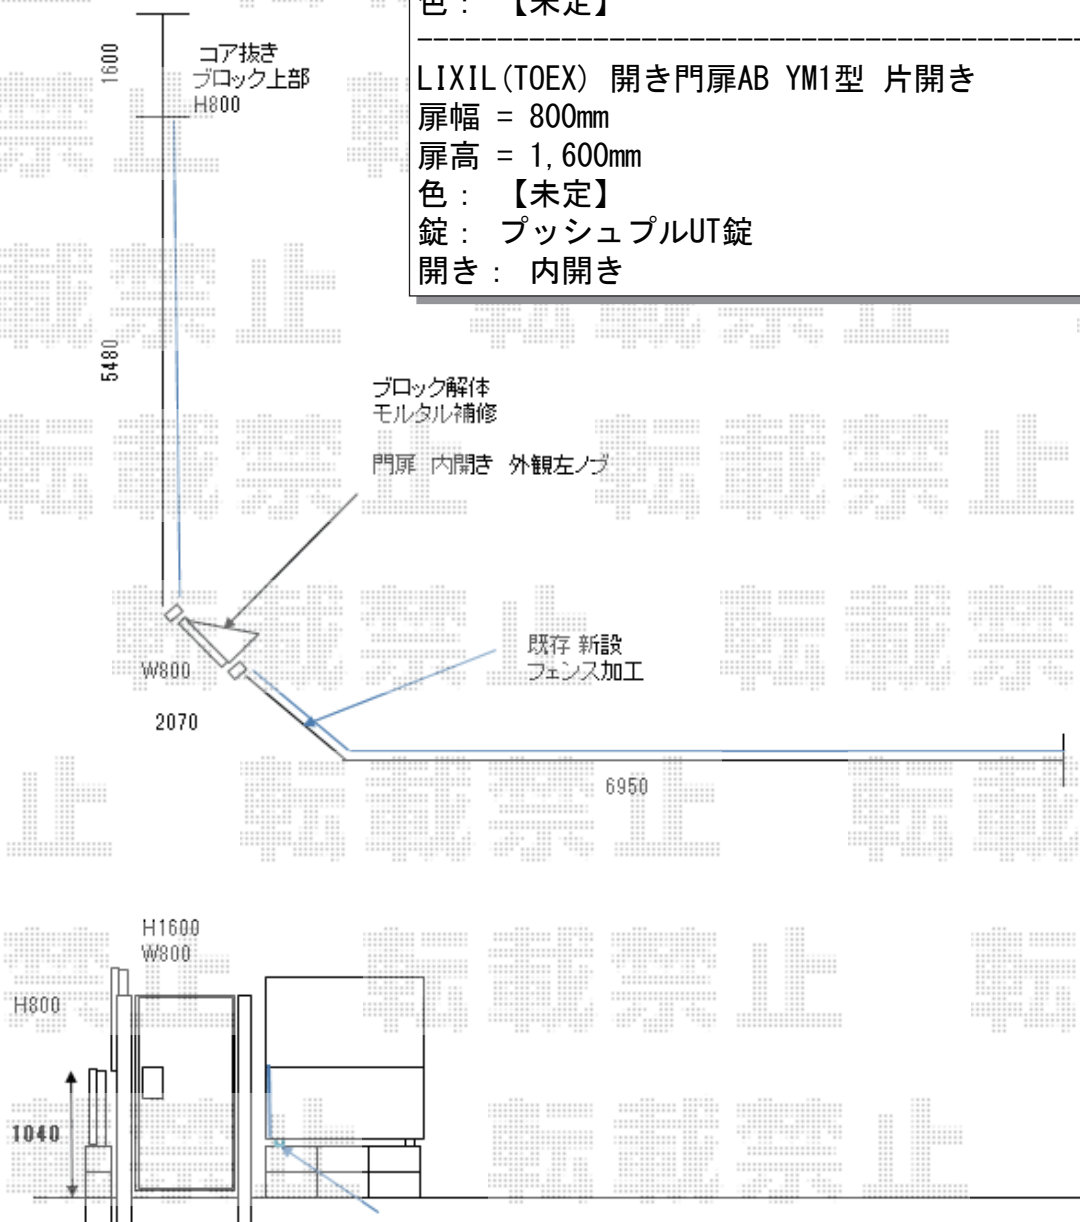 色： 【未定】
LIXIL(TOEX) 開き門扉AB YM1型 片開き
扉幅 = 800mm
扉高 = 1,600mm
色： 【未定】
錠： プッシュプルUT錠
開き： 内開き
1600
コア抜き
ブロック上部
H800
5480
ブロック解体
モルタル補修
門扉 内開き 外観左ノブ
既存 新設
フェンス加工
W800
2070
6950
H1600
W800
H800
1040
転載禁止